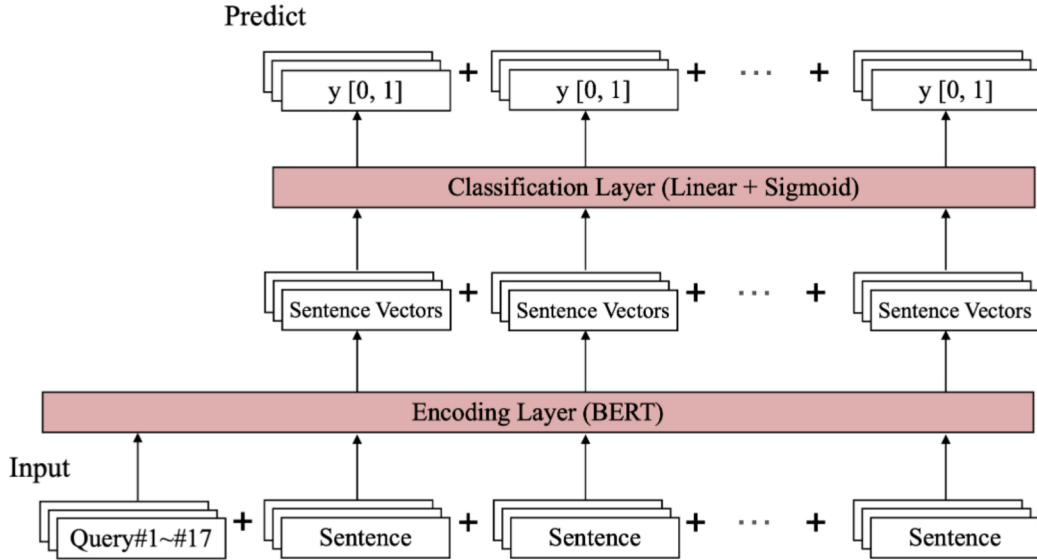 Predict
y [0, 1] + y [0, 1] + ... + y [0, 1]
Classification Layer (Linear + Sigmoid)
Sentence Vectors + Sentence Vectors + ... + Sentence Vectors
Encoding Layer (BERT)
Input
Query#1~#17 + Sentence + Sentence + ... + Sentence